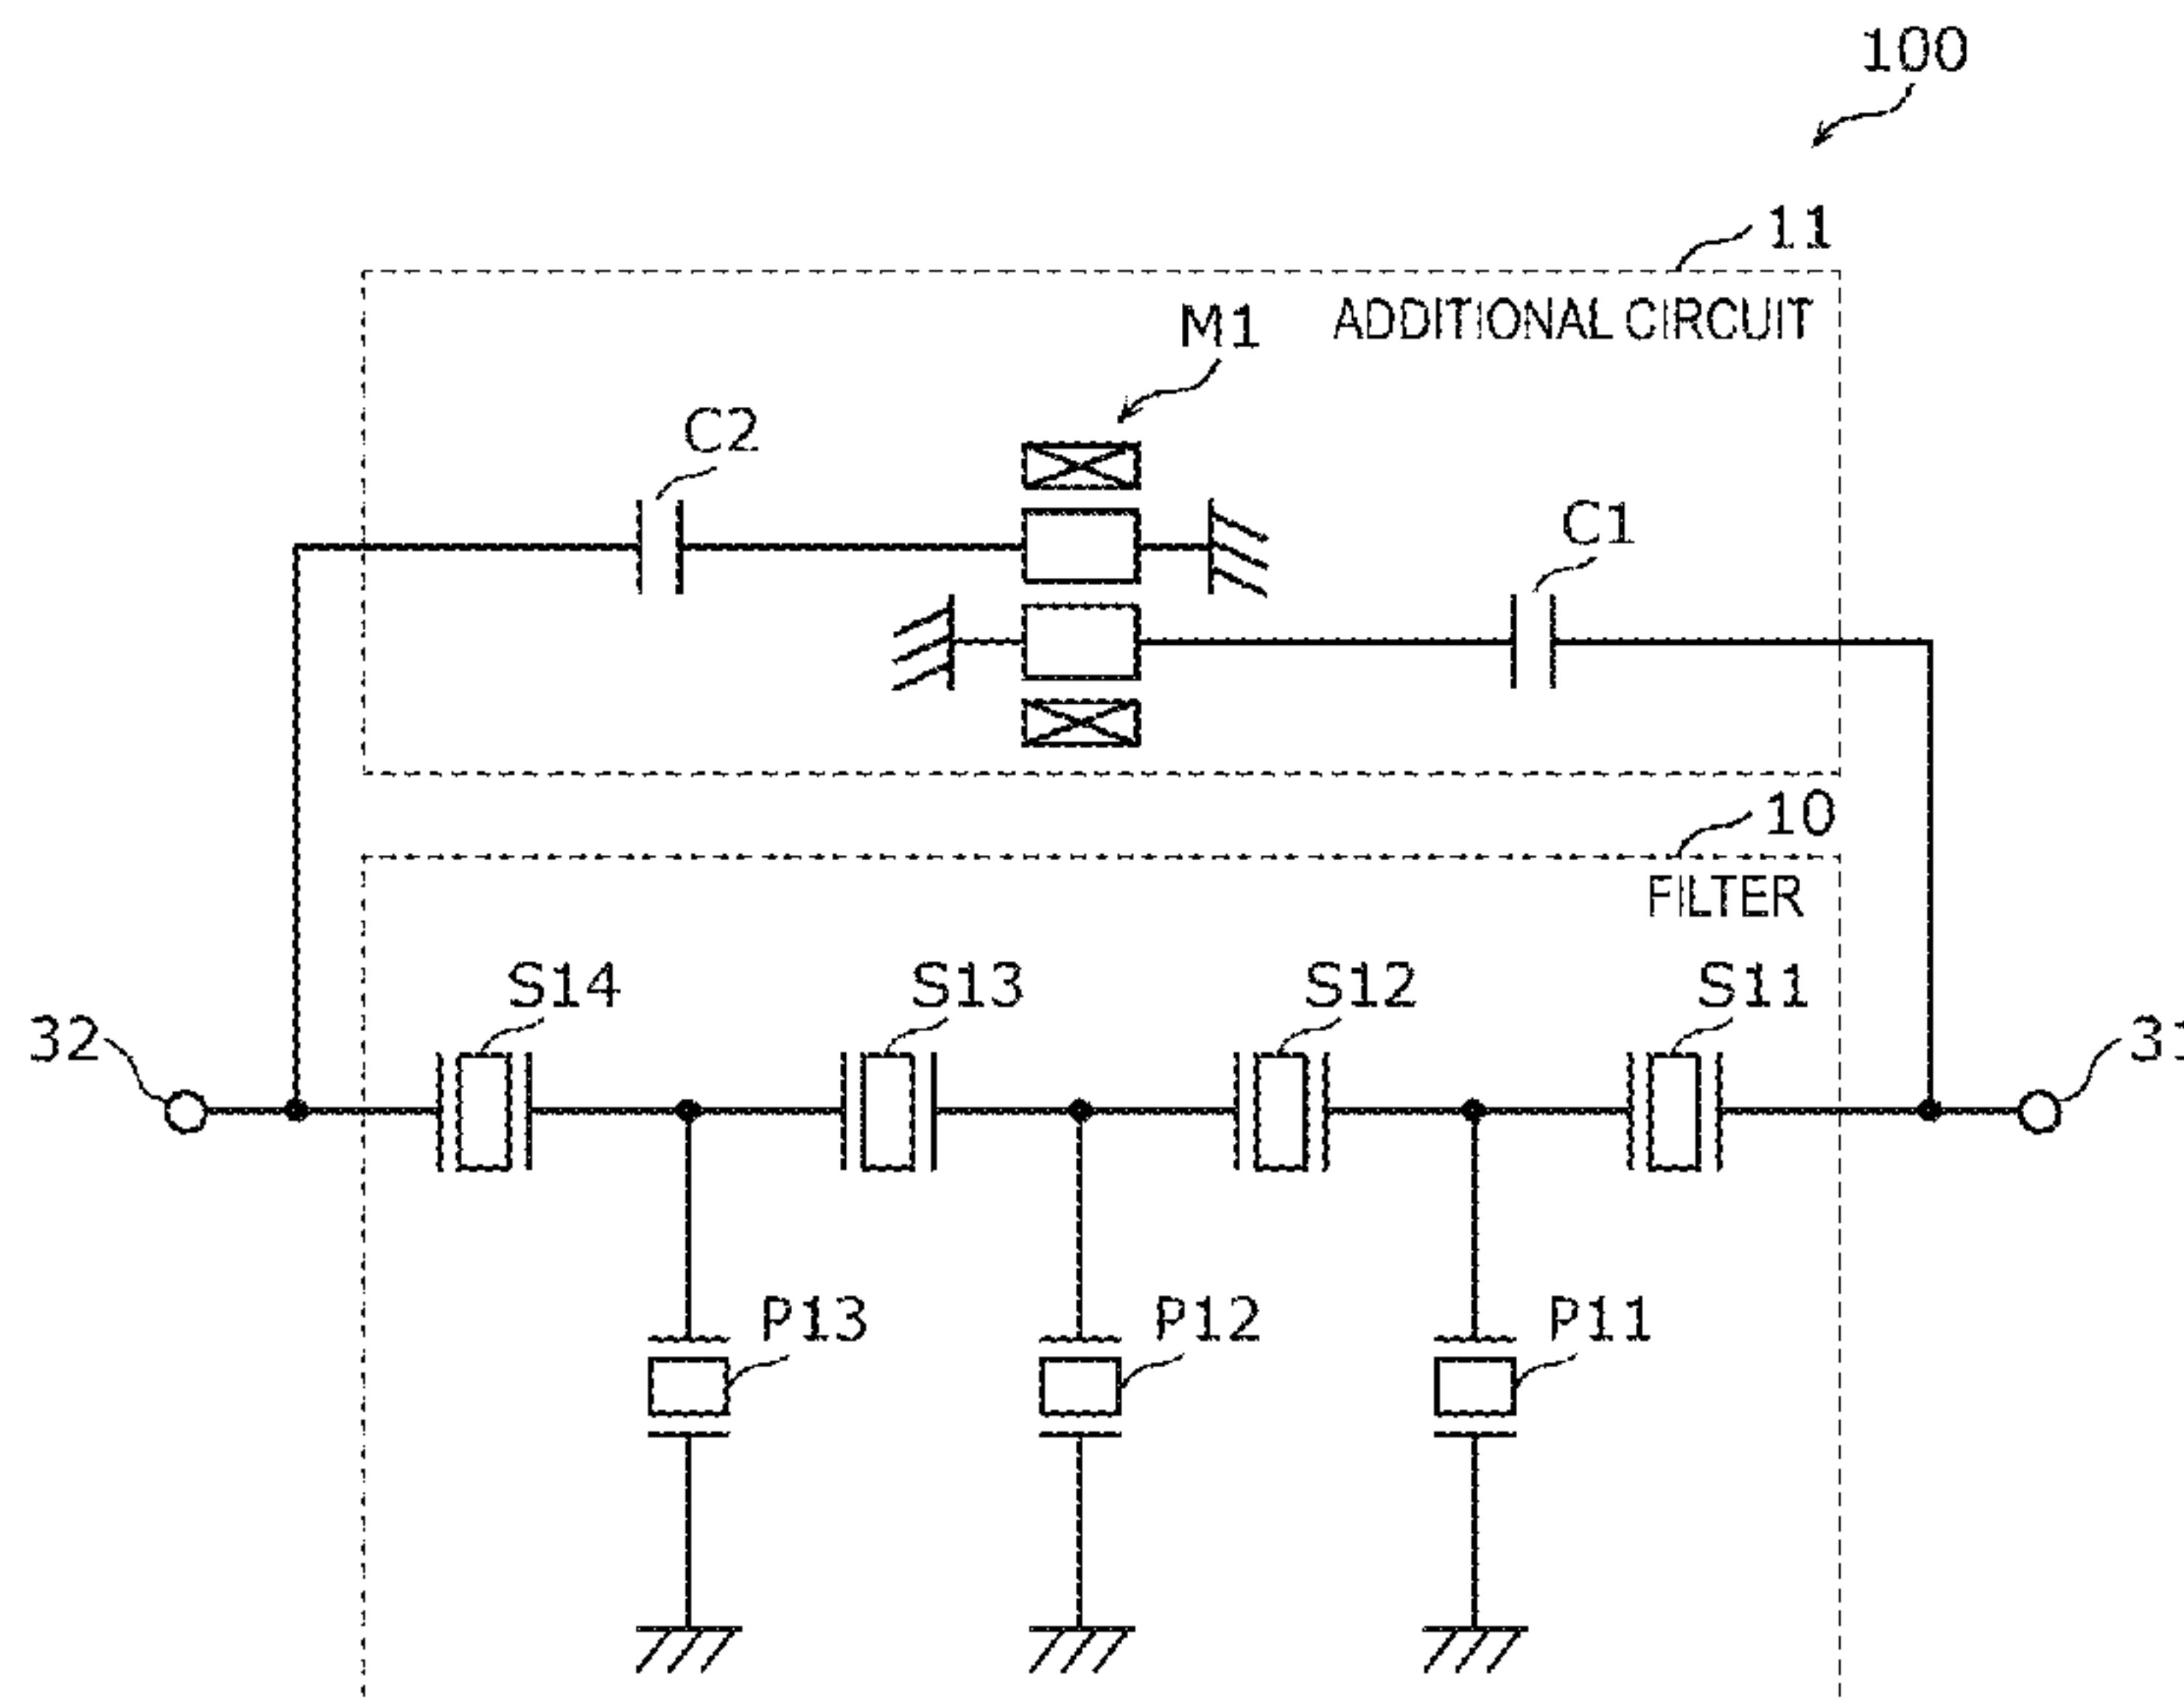 100
11
ADDITIONAL CIRCUIT
M1
C2
C1
10
FILTER
S14
S13
S12
S11
32
P13
P12
P11